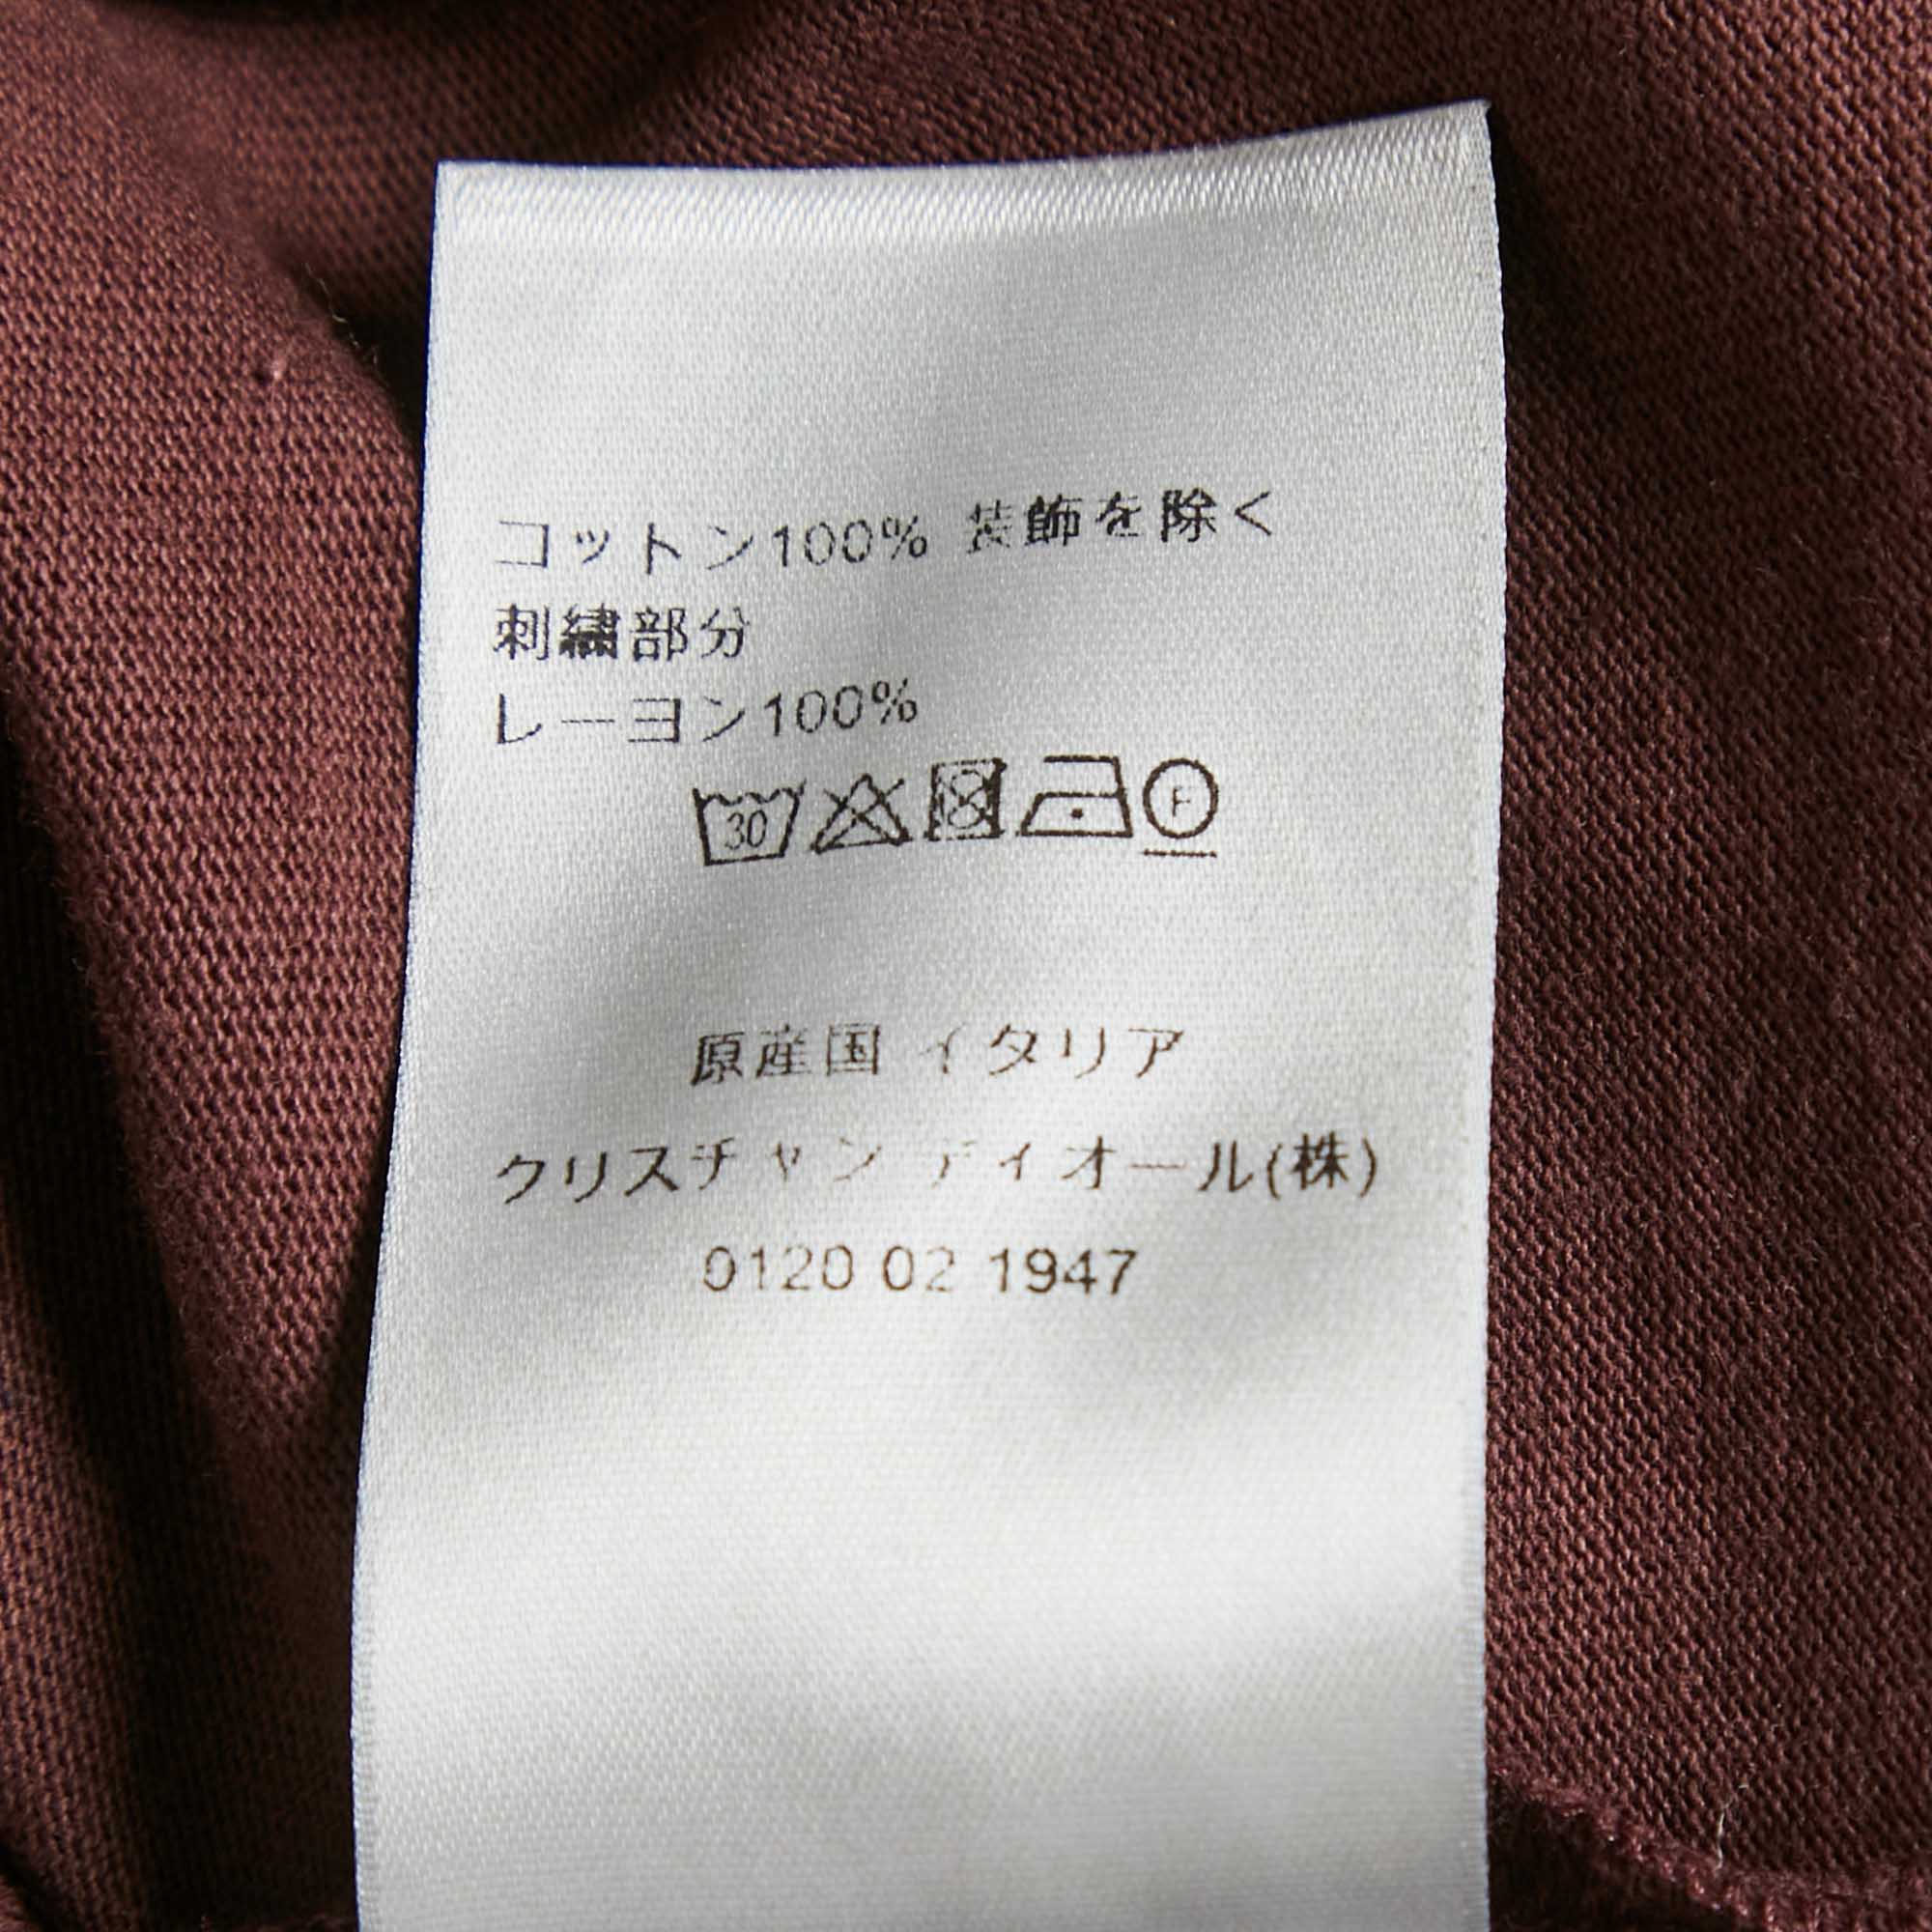 コットン100% 装飾を除く
刺繍部分
レーヨン100%
30 F
原産国 イタリア
クリスチャン ディオール(株)
0120 02 1947